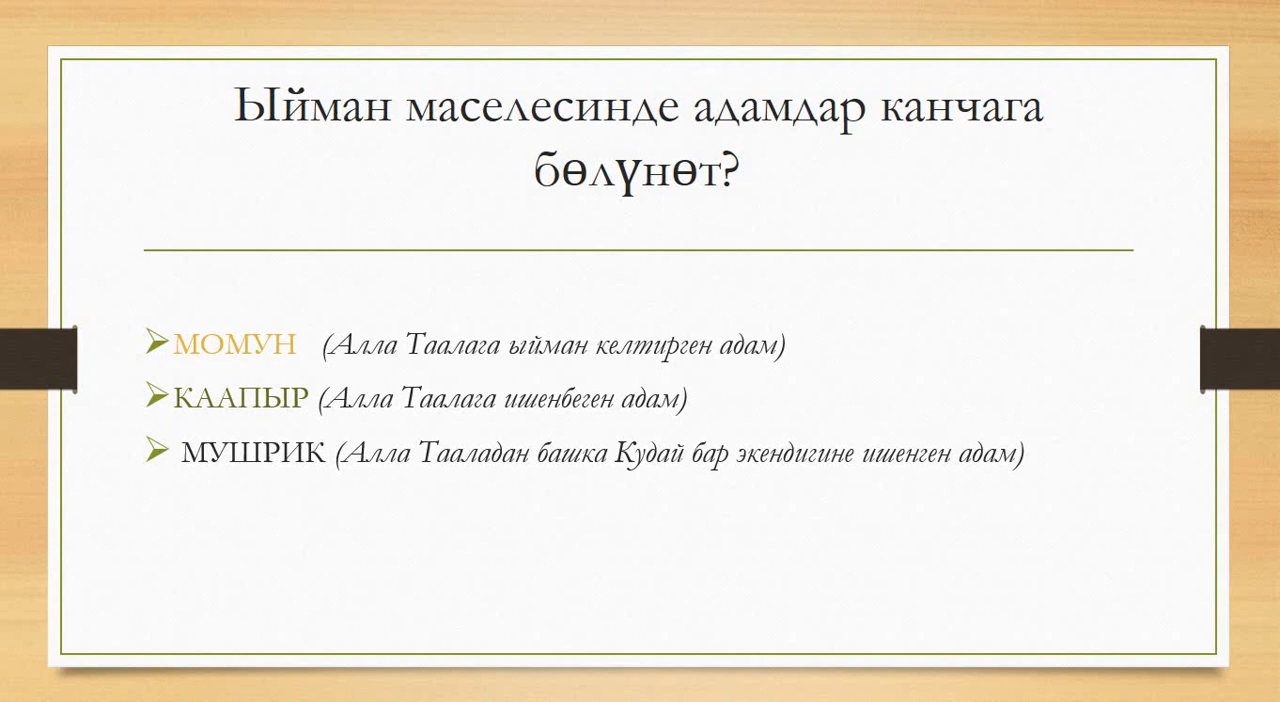 Ыйман маселесинде адамдар канчага
бөлүнөт?
МОМУН (Алла Таалага ыйман келтирген адам)
КААПЫР (Алла Таалага ишенбеген адам)
МУШРИК (Алла Тааладан башка Кудай бар экендигине ишенген адам)